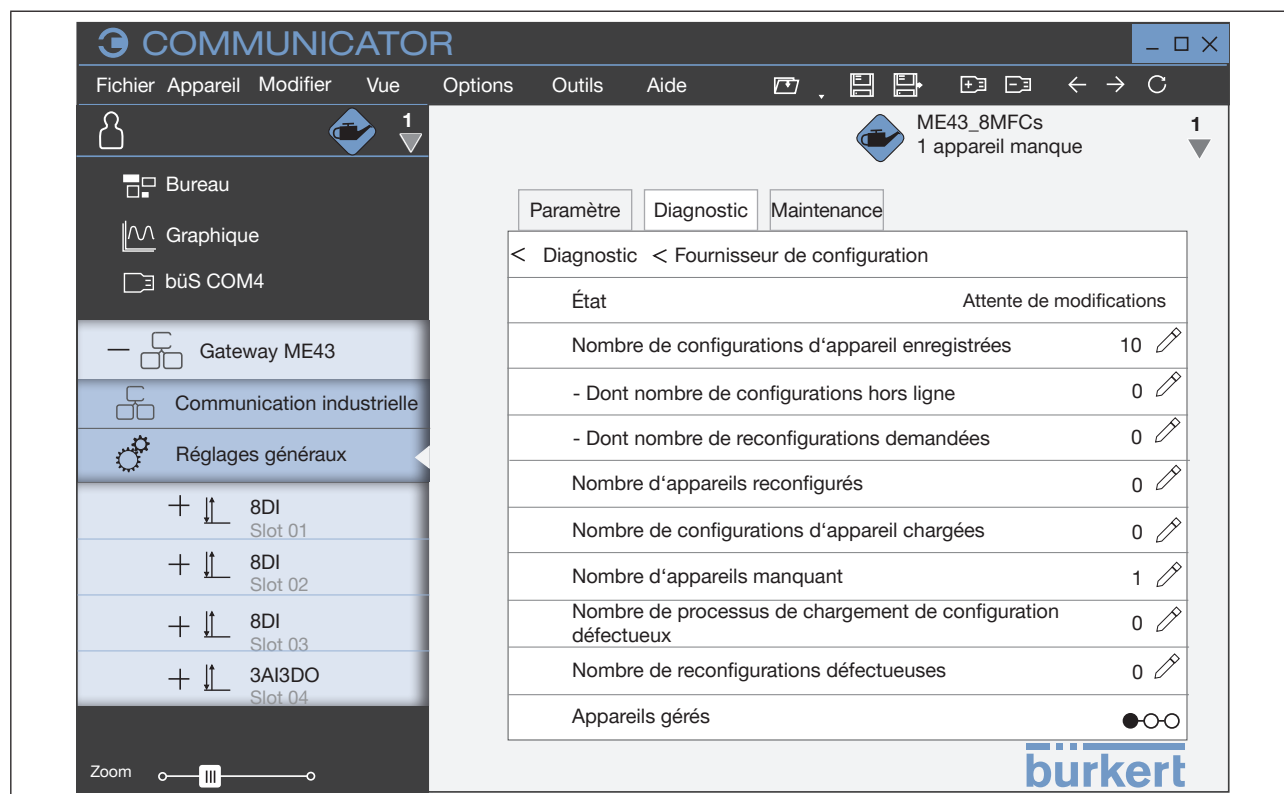 COMMUNICATOR
Fichier Appareil Modifier Vue Options Outils Aide
1
ME43_8MFCs
1 appareil manque
1
Bureau
Graphique
büS COM4
Gateway ME43
Communication industrielle
Réglages généraux
8DI
Slot 01
8DI
Slot 02
8DI
Slot 03
3AI3DO
Slot 04
Zoom
Paramètre Diagnostic Maintenance
< Diagnostic < Fournisseur de configuration
État Attente de modifications
Nombre de configurations d‘appareil enregistrées 10
- Dont nombre de configurations hors ligne 0
- Dont nombre de reconfigurations demandées 0
Nombre d‘appareils reconfigurés 0
Nombre de configurations d‘appareil chargées 0
Nombre d‘appareils manquant 1
Nombre de processus de chargement de configuration
défectueux 0
Nombre de reconfigurations défectueuses 0
Appareils gérés
burkert